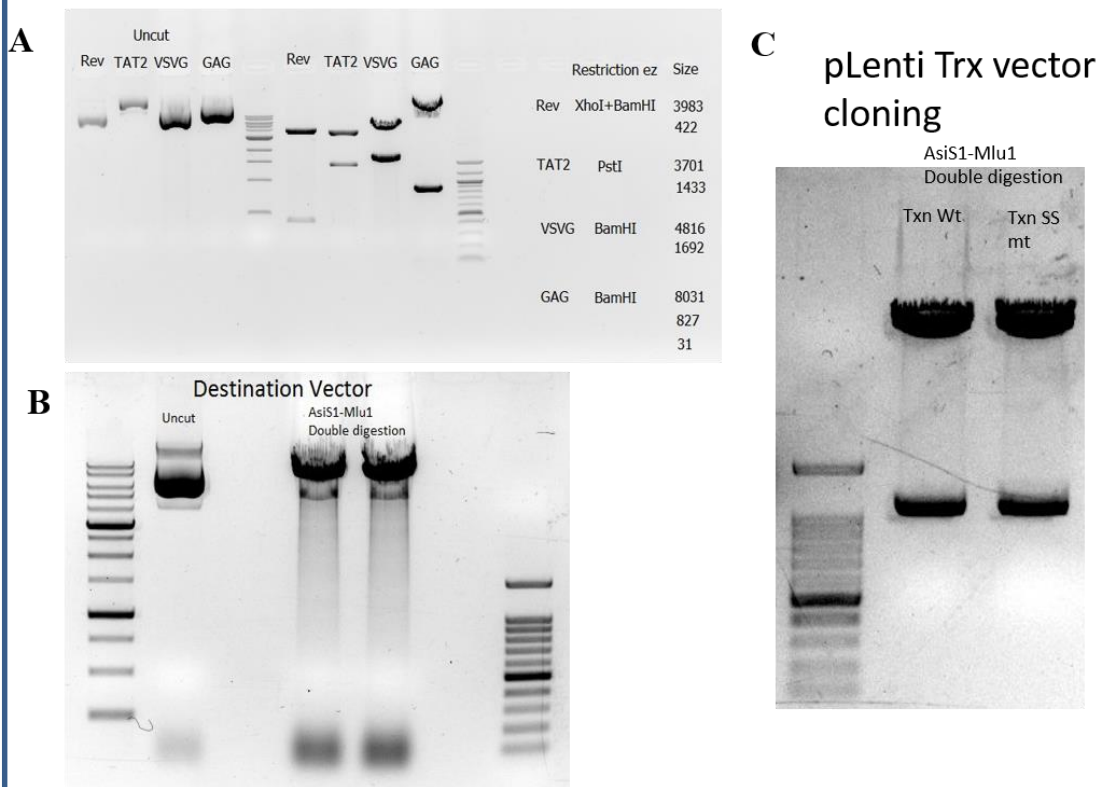 A
Uncut
Rev TAT2 VSVG GAG
Rev TAT2 VSVG GAG
Restriction ez Size
Rev XhoI+BamHI 3983
422
TAT2 PstI 3701
1433
VSVG BamHI 4816
1692
GAG BamHI 8031
827
31
B
Destination Vector
Uncut
AsiS1-Mlu1
Double digestion
C
pLenti Trx vector
cloning
AsiS1-Mlu1
Double digestion
Txn Wt
Txn SS
mt